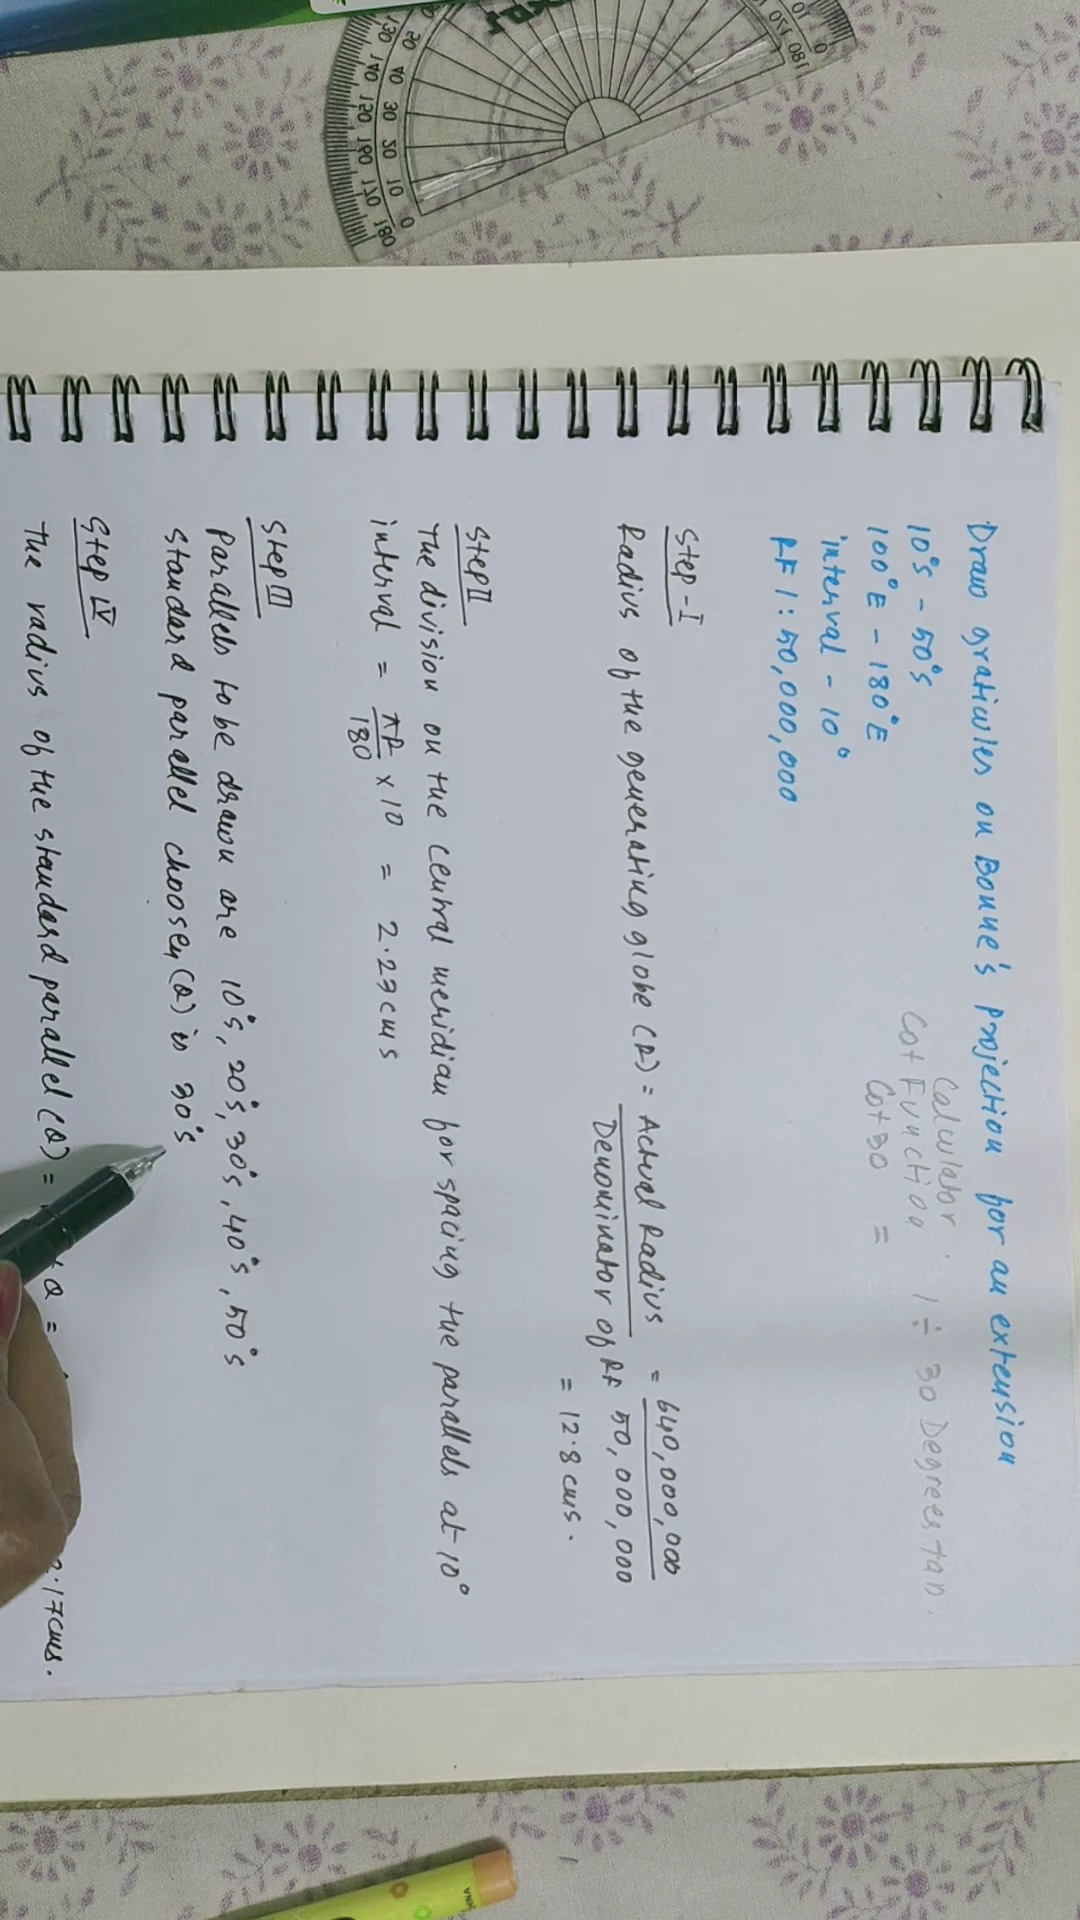 Draw graticules on Bonne's projection for an extension
10°S - 50°S
100°E - 180°E
interval - 10°
RF 1: 50,000,000
Calculator
Cot Function 1 ÷ 30 Degrees tan.
Cot 30 =
Step - I
Radius of the generating globe (R) = Actual Radius = 640,000,000
Denominator of RF 50,000,000
= 12.8 cms.
Step II
The division on the central meridian for spacing the parallels at 10°
interval = πR × 10 = 2.23 cms
180
Step III
Parallels to be drawn are 10°S, 20°S, 30°S, 40°S, 50°S
Standard parallel choosen (Q) is 30°S
Step IV
The radius of the standard parallel (Q) = Q = .17 cms.